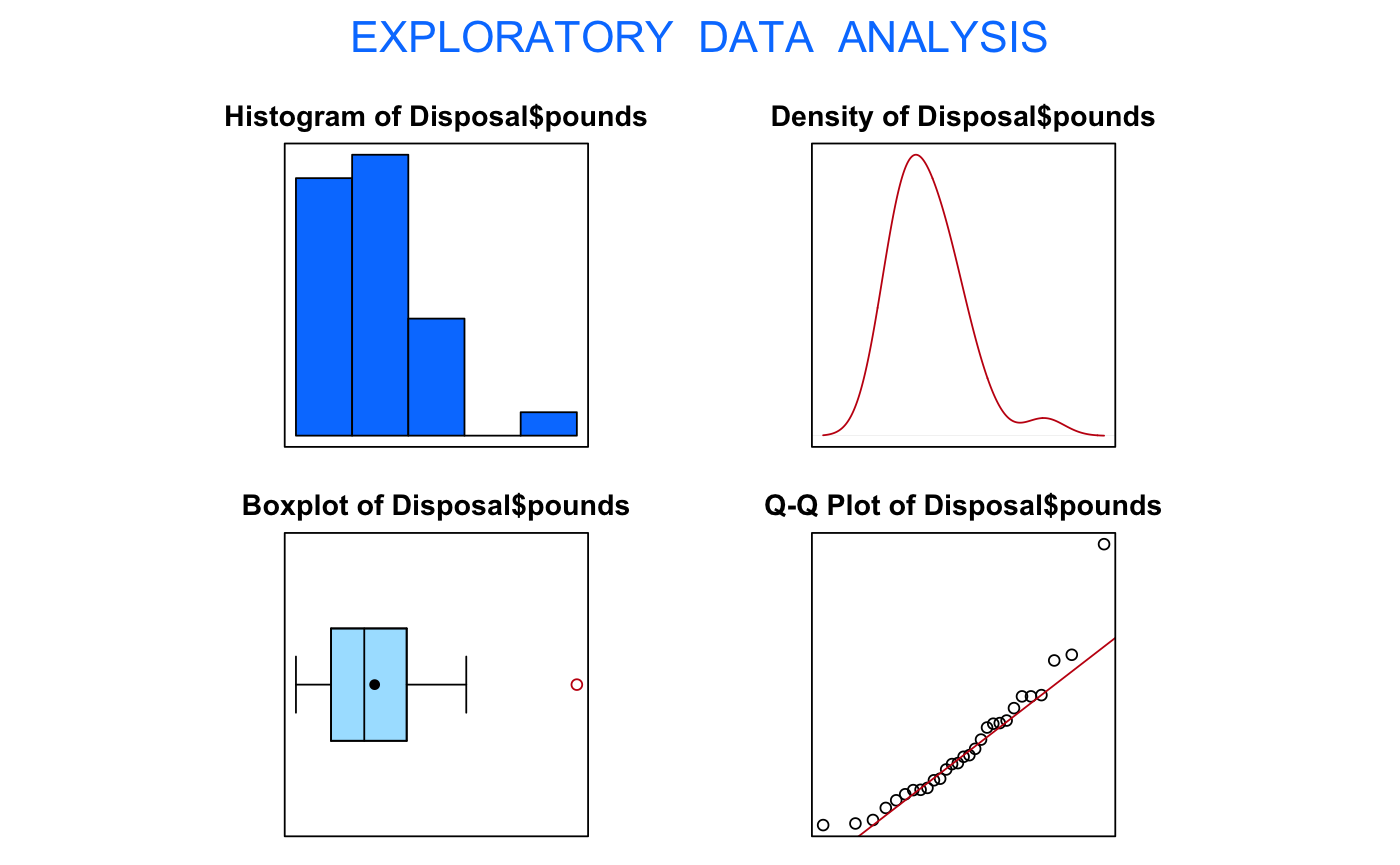 EXPLORATORY DATA ANALYSIS
Histogram of Disposal$pounds
Density of Disposal$pounds
Boxplot of Disposal$pounds
Q-Q Plot of Disposal$pounds